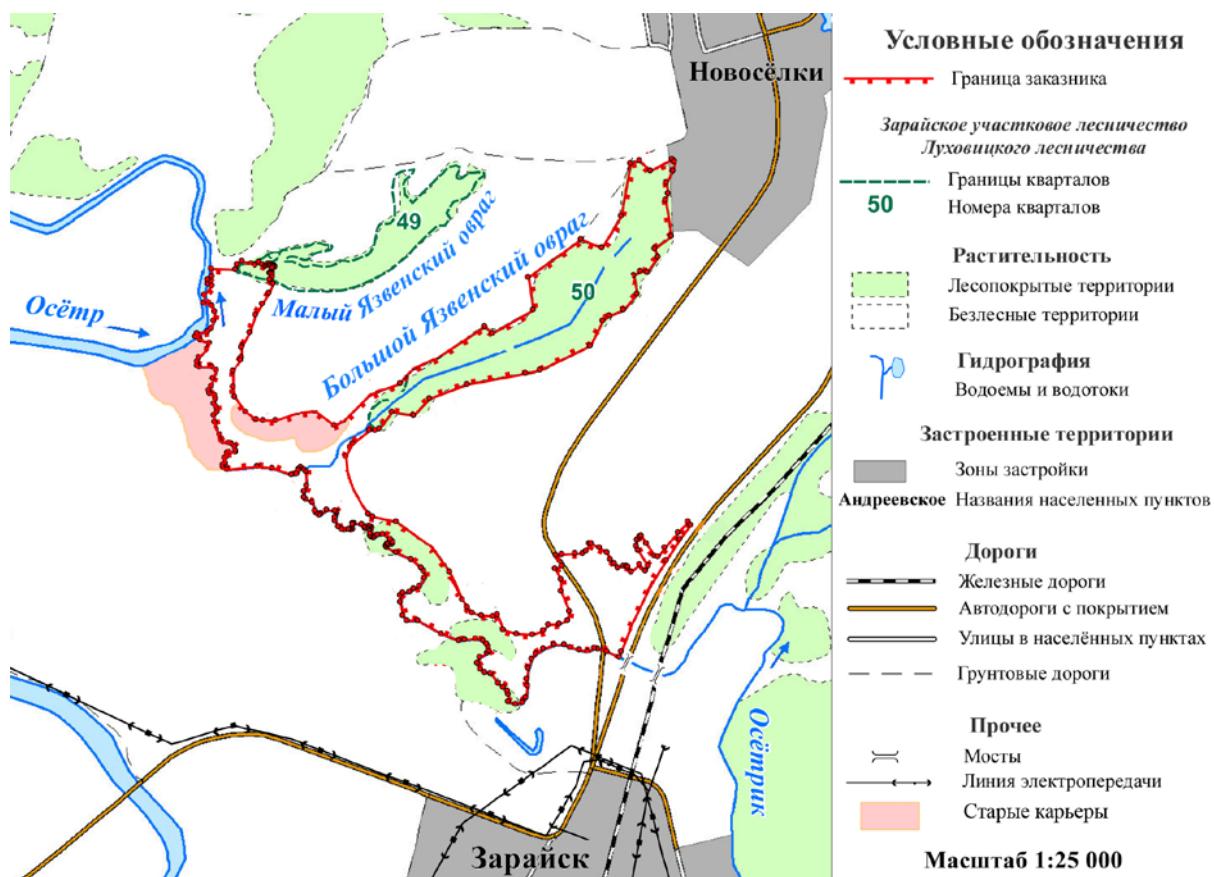 Новосёлки
49
Малый Язвенский овраг
Большой Язвенский овраг
50
Осётр
Осётрик
Зарайск
Условные обозначения
Граница заказника
Зарайское участковое лесничество
Луховицкого лесничества
Границы кварталов
50 Номера кварталов
Растительность
Лесопокрытые территории
Безлесные территории
Гидрография
Водоемы и водотоки
Застроенные территории
Зоны застройки
Андреевское Названия населенных пунктов
Дороги
Железные дороги
Автодороги с покрытием
Улицы в населённых пунктах
Грунтовые дороги
Прочее
Мосты
Линия электропередачи
Старые карьеры
Масштаб 1:25 000